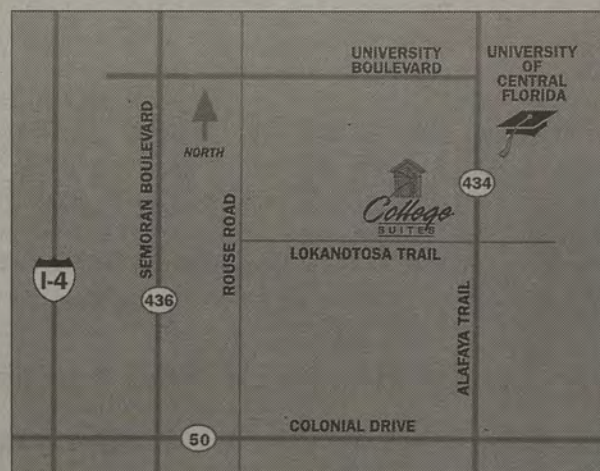 UNIVERSITY
BOULEVARD
UNIVERSITY
OF
CENTRAL
FLORIDA
SEMORAN BOULEVARD
NORTH
ROUSE ROAD
434
College
SUITES
LOKANOTOSA TRAIL
I-4
436
ALAFAYA TRAIL
COLONIAL DRIVE
50